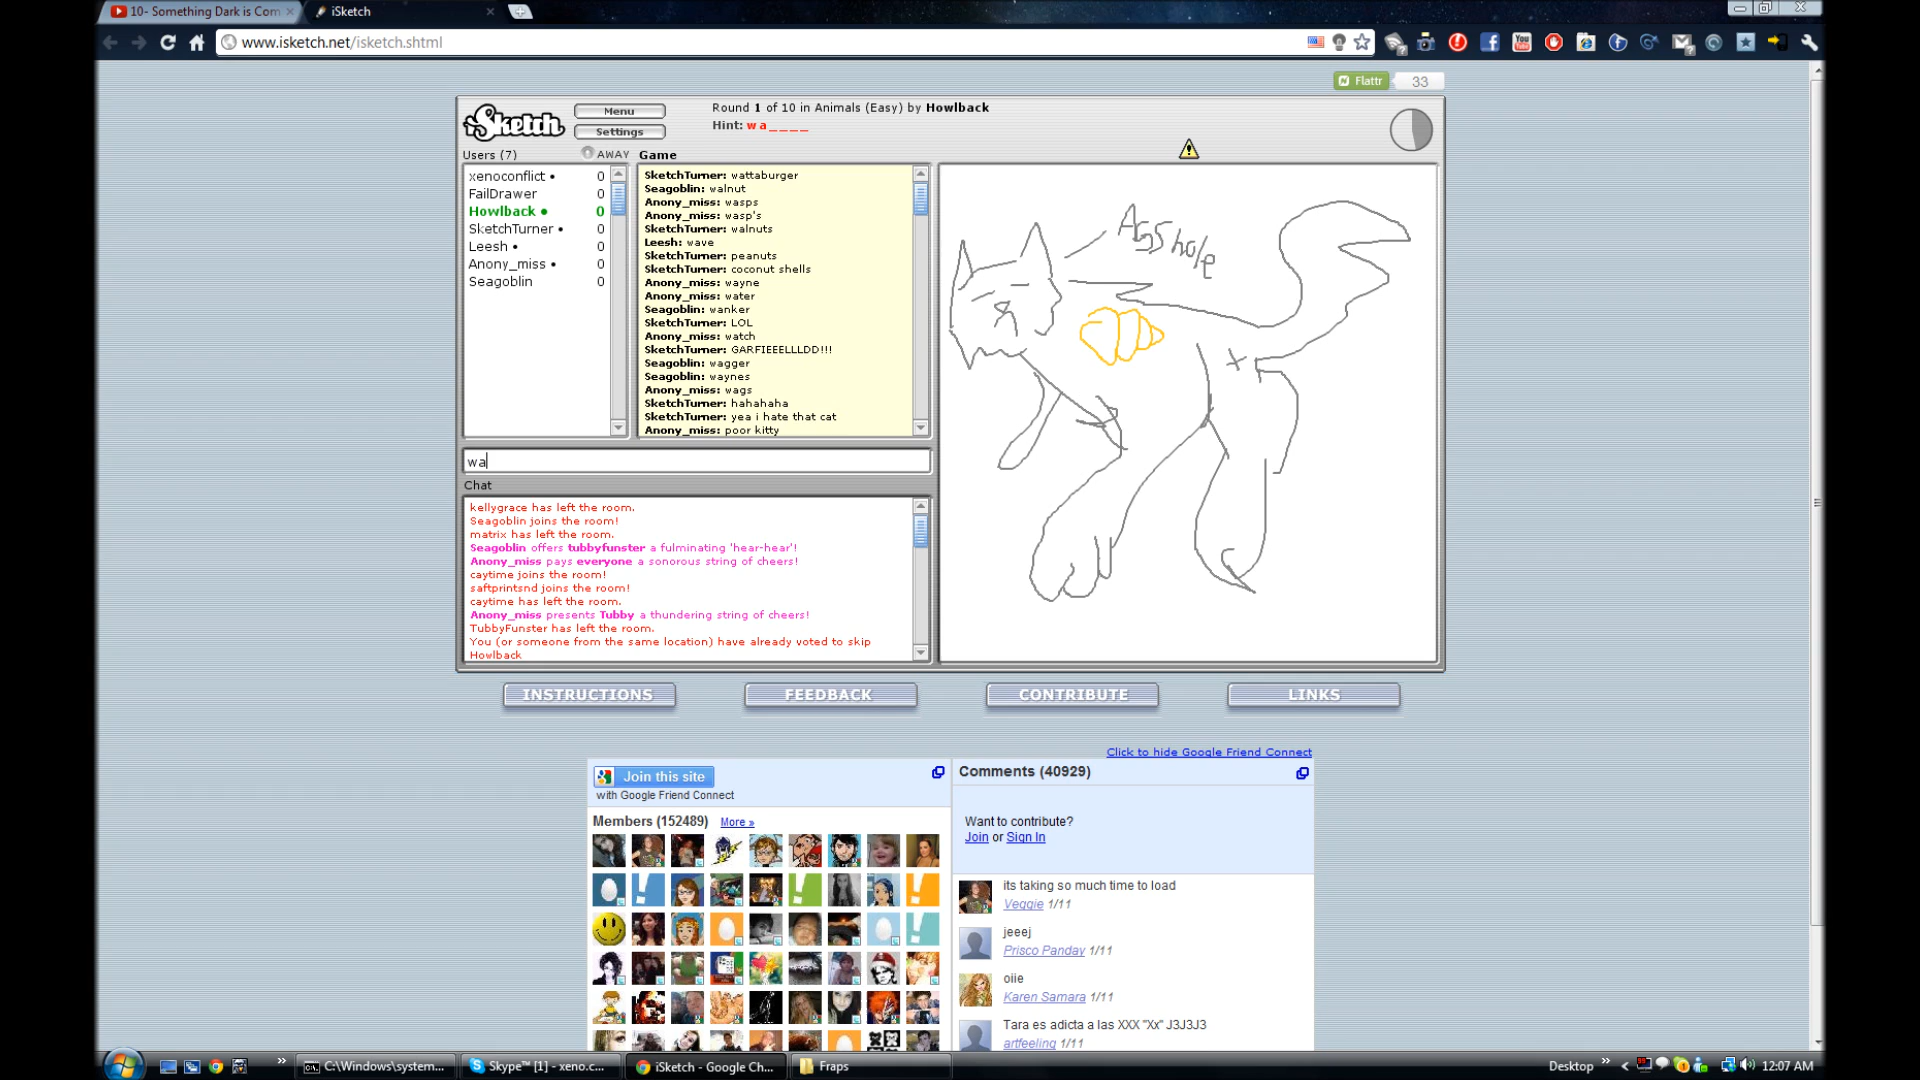 10- Something Dark is Com
iSketch
www.isketch.net/isketch.shtml
Flattr
33
iSketch
Menu
Settings
Round 1 of 10 in Animals (Easy) by Howlback
Hint: wa____
Users (7)
AWAY
Game
xenoconflict • 0
FailDrawer 0
Howlback • 0
SketchTurner • 0
Leesh • 0
Anony_miss • 0
Seagoblin 0
SketchTurner: wattaburger
Seagoblin: walnut
Anony_miss: wasps
Anony_miss: wasp's
SketchTurner: walnuts
Leesh: wave
SketchTurner: peanuts
SketchTurner: coconut shells
Anony_miss: wayne
Anony_miss: water
Seagoblin: wanker
SketchTurner: LOL
Anony_miss: watch
SketchTurner: GARFIEEELLLDD!!!
Seagoblin: wagger
Seagoblin: waynes
Anony_miss: wags
SketchTurner: hahahaha
SketchTurner: yea i hate that cat
Anony_miss: poor kitty
wa
Asshole
Chat
kellygrace has left the room.
Seagoblin joins the room!
matrix has left the room.
Seagoblin offers tubbyfunster a fulminating 'hear-hear'!
Anony_miss pays everyone a sonorous string of cheers!
caytime joins the room!
saftprintsnd joins the room!
caytime has left the room.
Anony_miss presents Tubby a thundering string of cheers!
TubbyFunster has left the room.
You (or someone from the same location) have already voted to skip
Howlback
INSTRUCTIONS
FEEDBACK
CONTRIBUTE
LINKS
Click to hide Google Friend Connect
Join this site
with Google Friend Connect
Members (152489) More »
Comments (40929)
Want to contribute?
Join or Sign In
its taking so much time to load
Veggie 1/11
jeeej
Prisco Panday 1/11
oiie
Karen Samara 1/11
Tara es adicta a las XXX "Xx" J3J3J3
artfeeling 1/11
C:\Windows\system...
Skype™ [1] - xeno.c...
iSketch - Google Ch...
Fraps
Desktop
12:07 AM